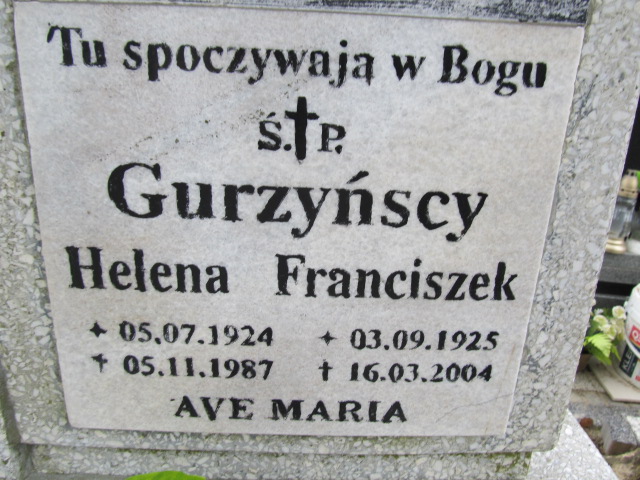 Tu spoczywają w Bogu
Ś.✝P.
Gurzyńscy
Helena Franciszek
✦ 05.07.1924 ✦ 03.09.1925
✝ 05.11.1987 ✝ 16.03.2004
AVE MARIA